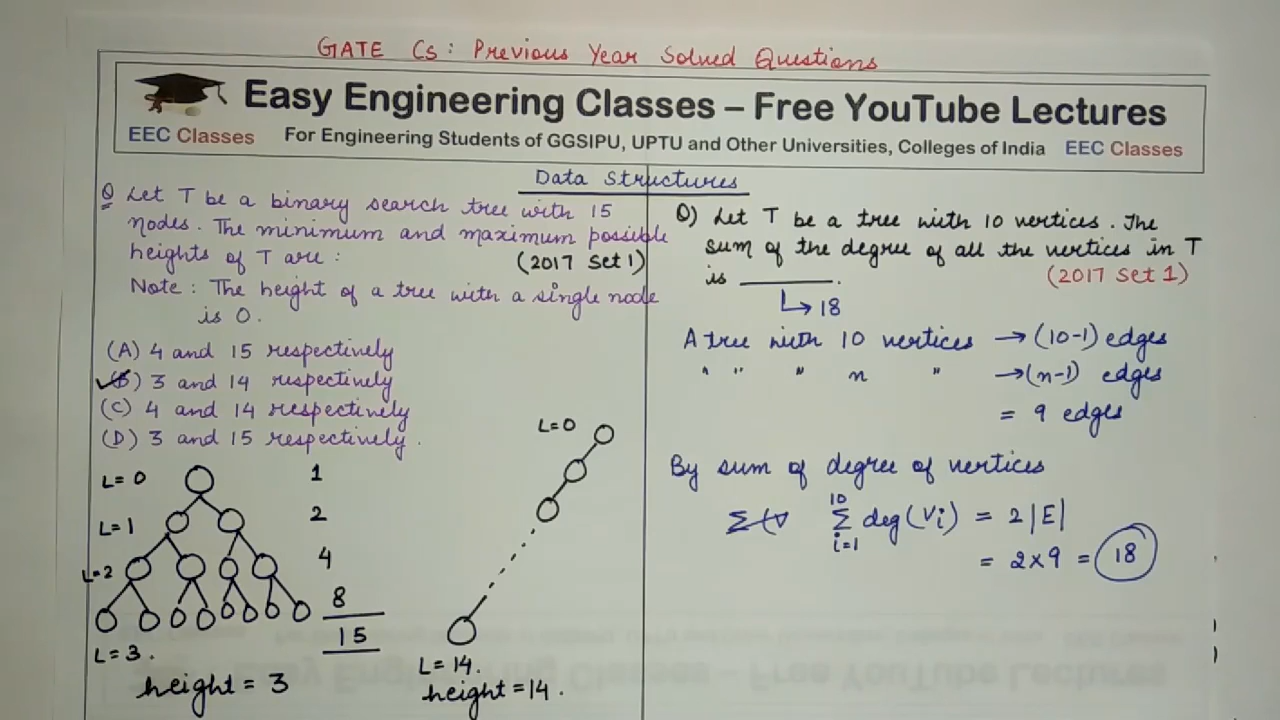 GATE Cs: Previous Year Solved Questions
Easy Engineering Classes – Free YouTube Lectures
EEC Classes For Engineering Students of GGSIPU, UPTU and Other Universities, Colleges of India EEC Classes
Data Structures
Q Let T be a binary search tree with 15
nodes. The minimum and maximum possible
heights of T are :
(2017 Set 1)
Note : The height of a tree with a single node
is 0.
(A) 4 and 15 respectively
(B) 3 and 14 respectively
(C) 4 and 14 respectively
(D) 3 and 15 respectively.
L=0 1
L=1 2
L=2 4
8
15
L=3.
height = 3
L=0
L=14.
height=14.
Q) Let T be a tree with 10 vertices. The
sum of the degree of all the vertices in T
is ________.
(2017 Set 1)
↳ 18
A tree with 10 vertices → (10-1) edges
" " " n " → (n-1) edges
= 9 edges
By sum of degree of vertices
10
Σ deg(Vi) = 2|E|
i=1
= 2×9 = 18